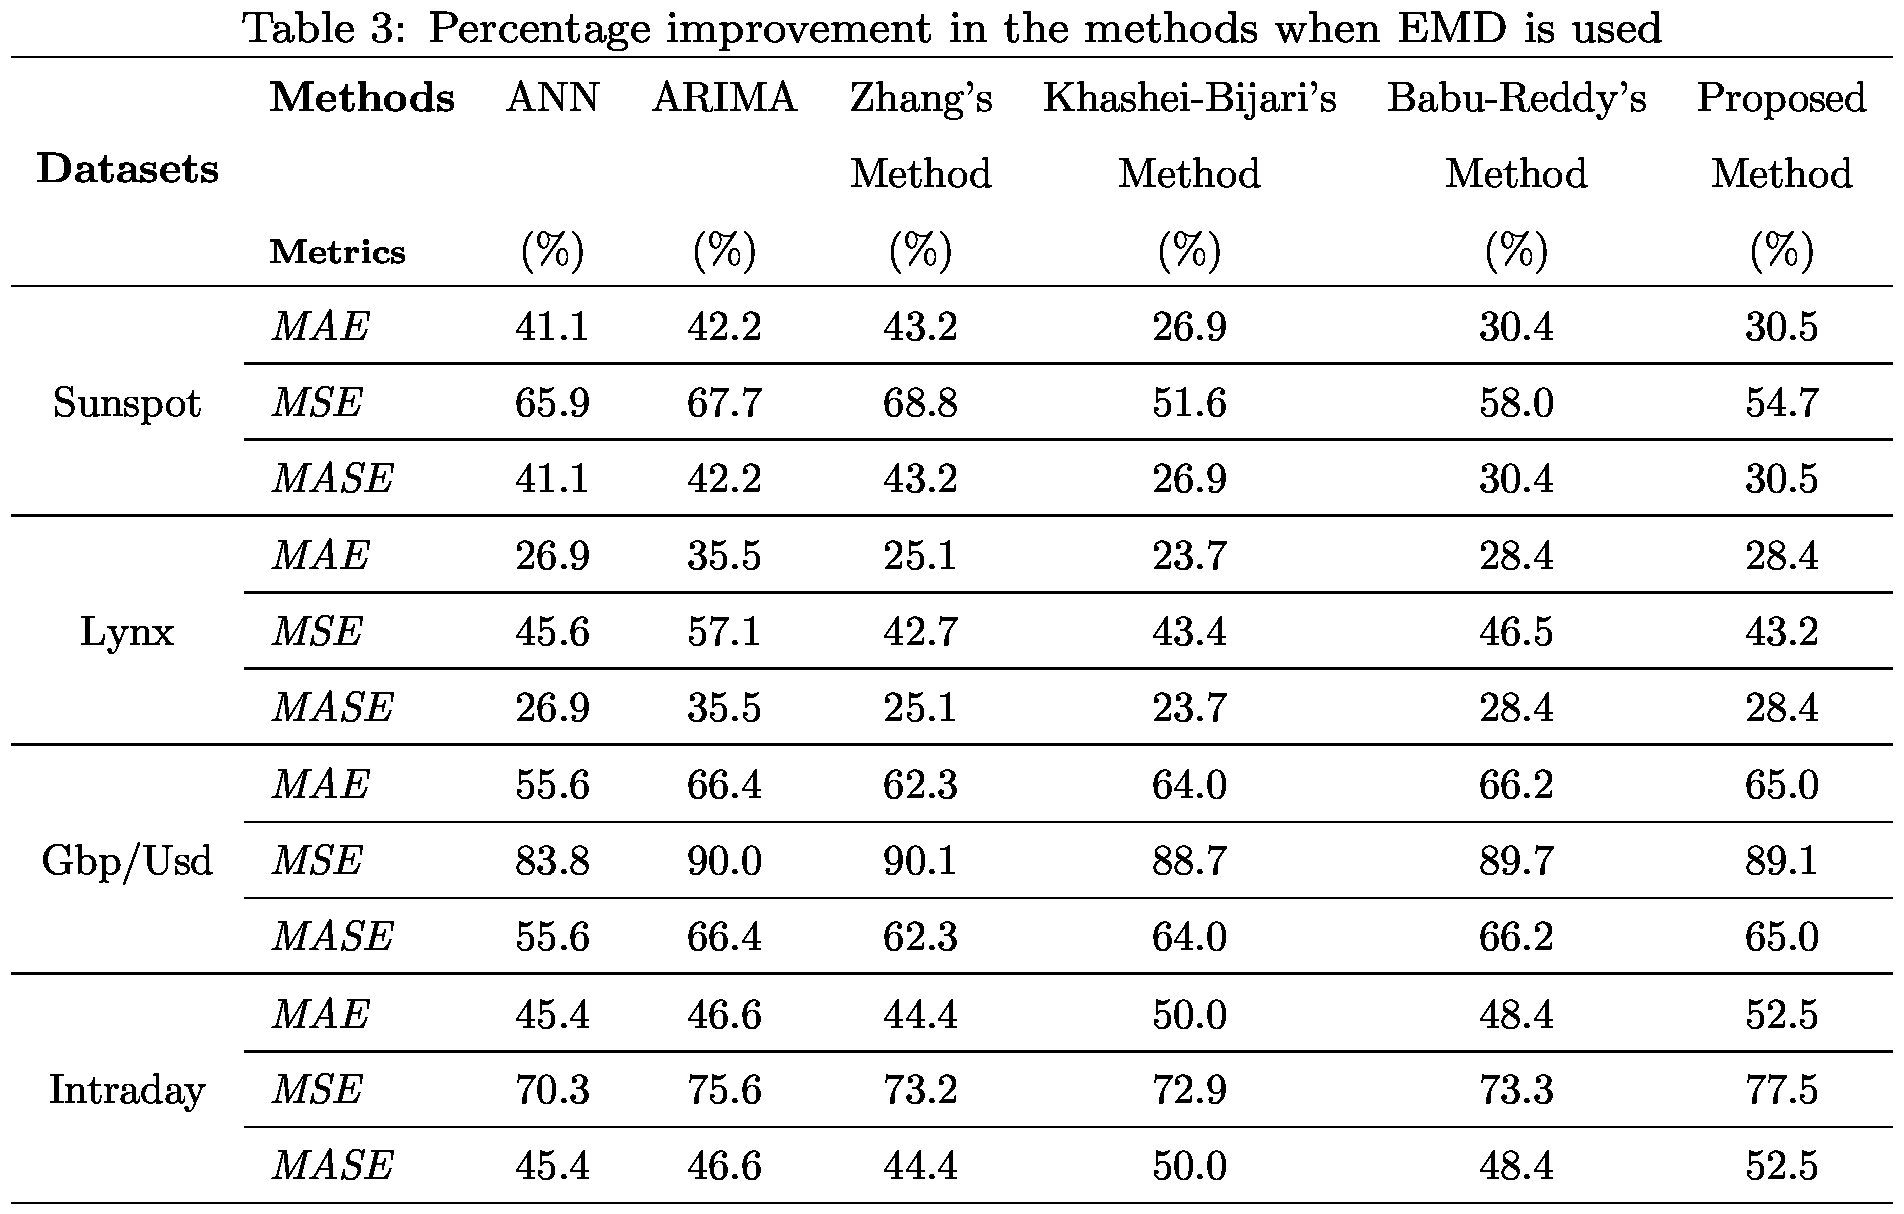 Table 3: Percentage improvement in the methods when EMD is used
Methods ANN ARIMA Zhang's Khashei-Bijari's Babu-Reddy's Proposed
Datasets
Method Method Method Method
Metrics (%) (%) (%) (%) (%) (%)
MAE 41.1 42.2 43.2 26.9 30.4 30.5
Sunspot MSE 65.9 67.7 68.8 51.6 58.0 54.7
MASE 41.1 42.2 43.2 26.9 30.4 30.5
MAE 26.9 35.5 25.1 23.7 28.4 28.4
Lynx MSE 45.6 57.1 42.7 43.4 46.5 43.2
MASE 26.9 35.5 25.1 23.7 28.4 28.4
MAE 55.6 66.4 62.3 64.0 66.2 65.0
Gbp/Usd MSE 83.8 90.0 90.1 88.7 89.7 89.1
MASE 55.6 66.4 62.3 64.0 66.2 65.0
MAE 45.4 46.6 44.4 50.0 48.4 52.5
Intraday MSE 70.3 75.6 73.2 72.9 73.3 77.5
MASE 45.4 46.6 44.4 50.0 48.4 52.5